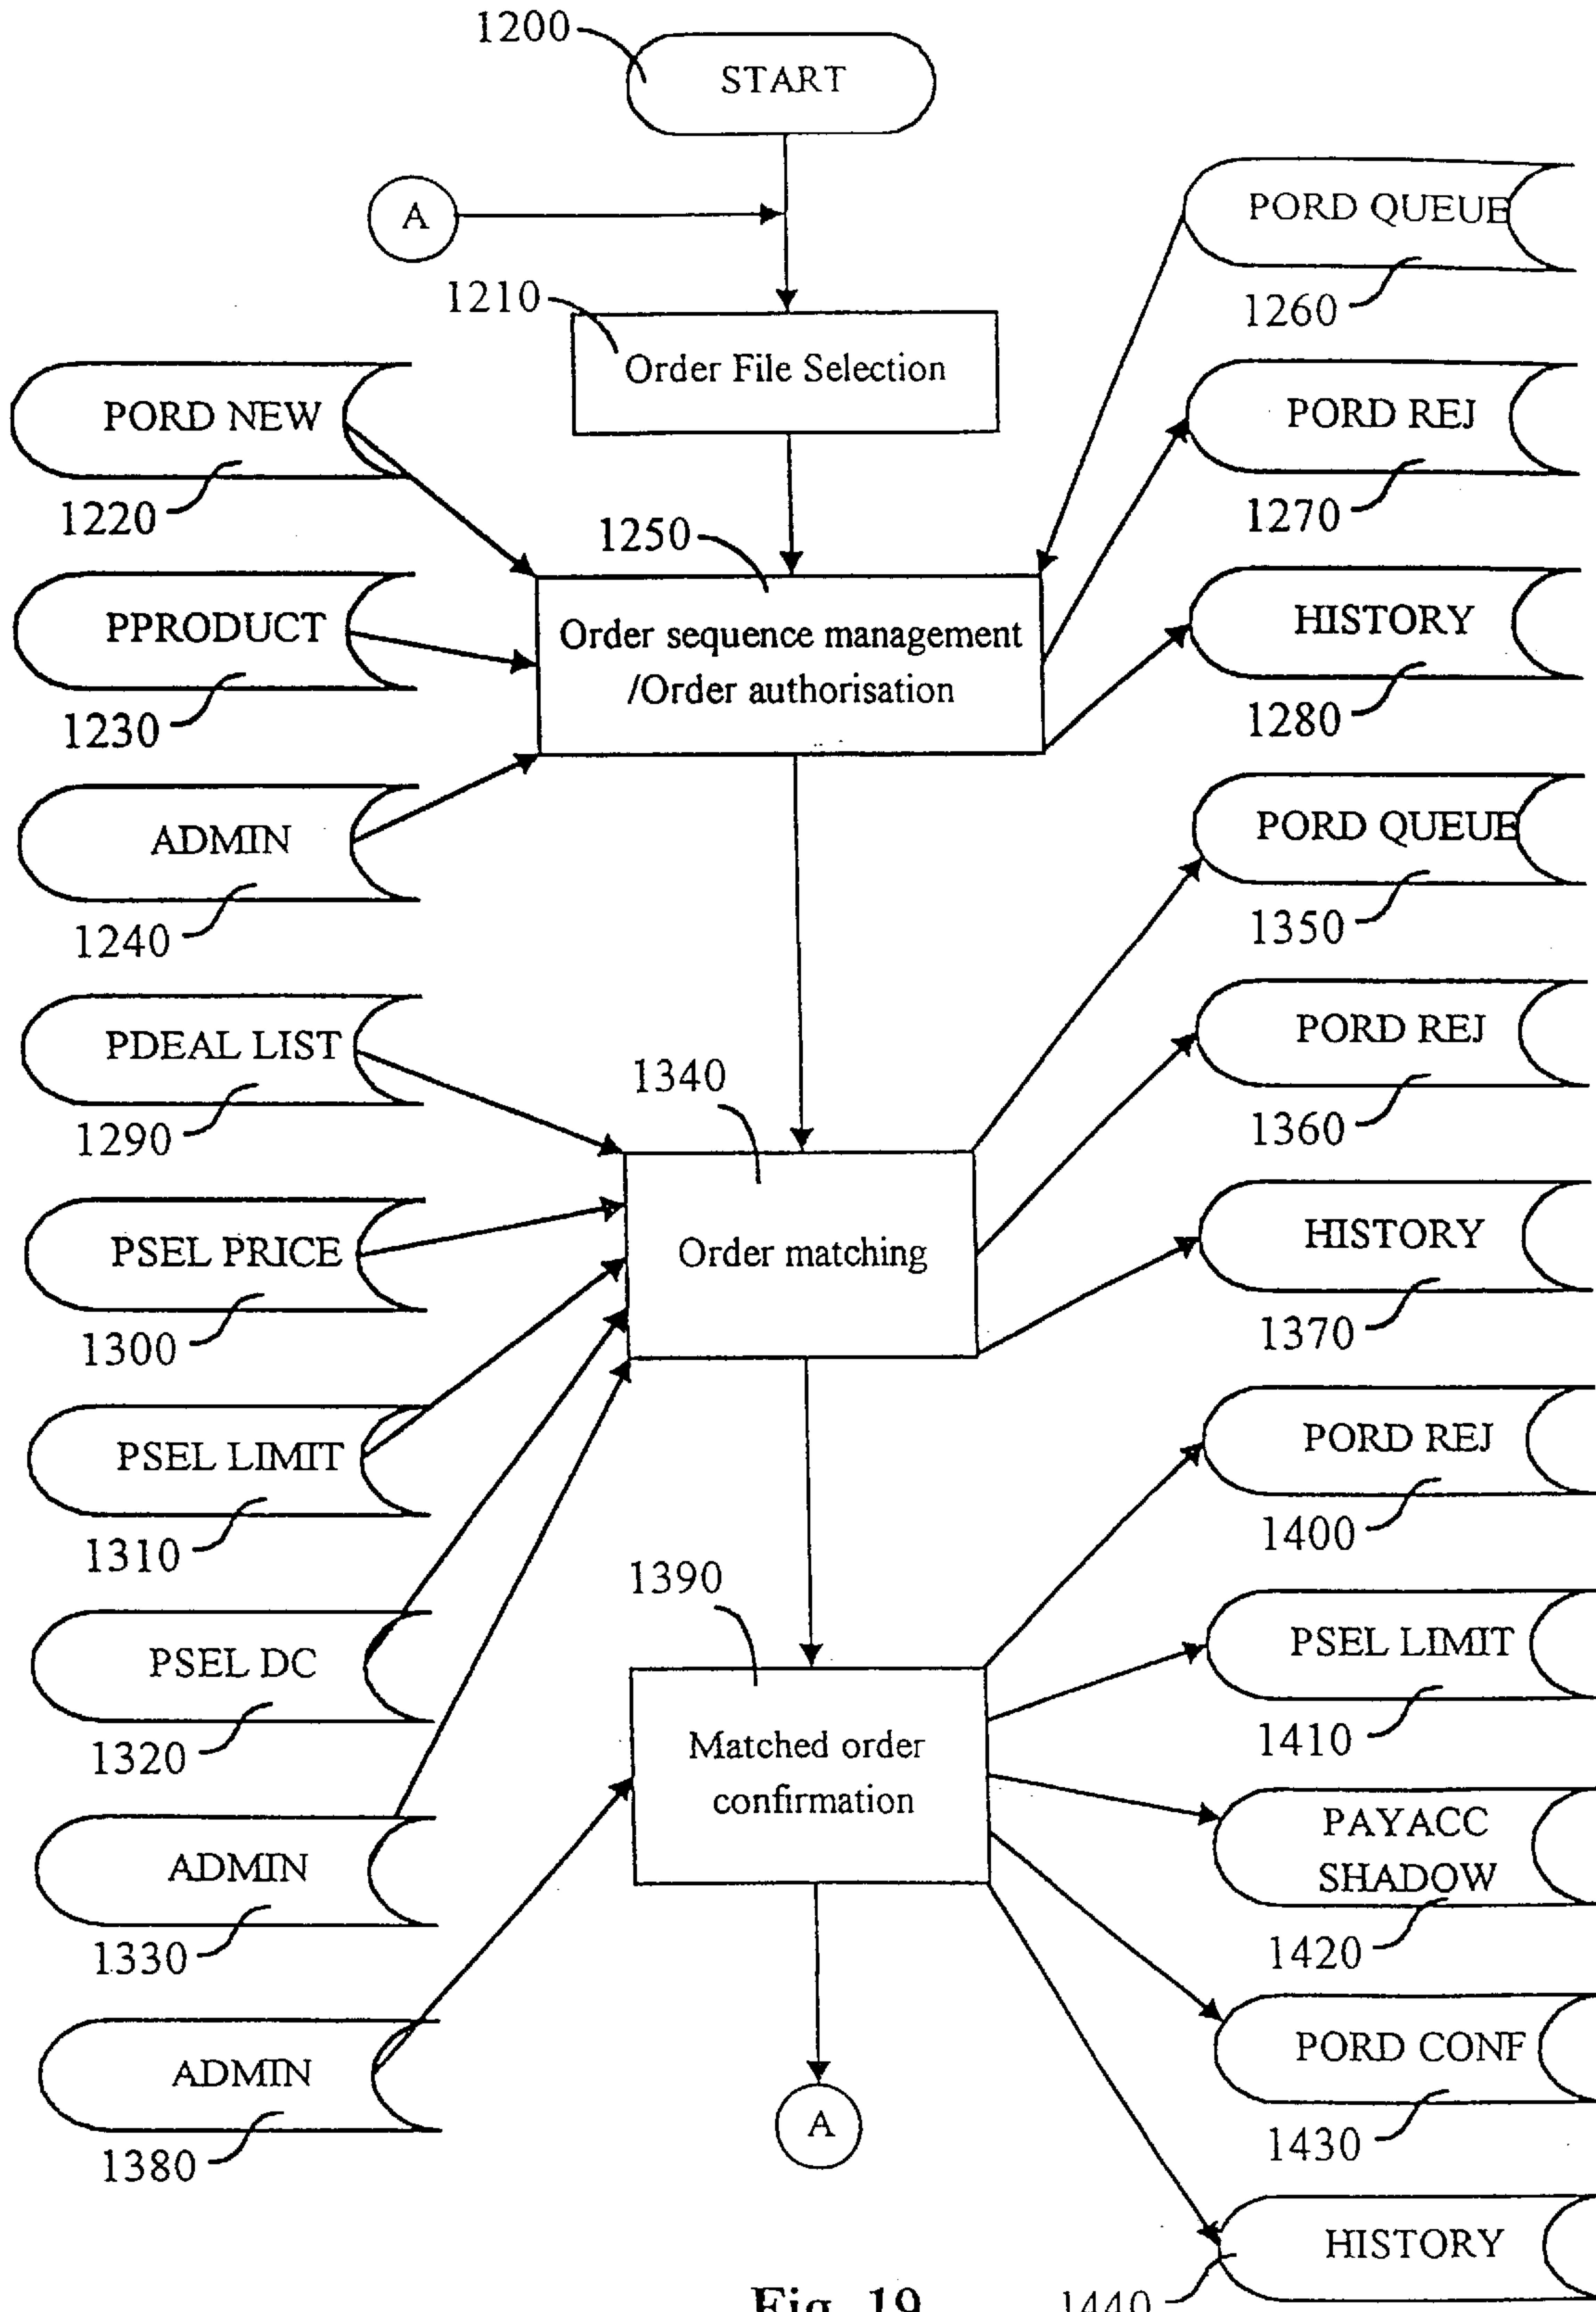 1200
START
A
PORD QUEUE
1260
1210
Order File Selection
PORD NEW
1220
PORD REJ
1270
1250
Order sequence management
/Order authorisation
PPRODUCT
1230
HISTORY
1280
ADMIN
1240
PORD QUEUE
1350
PDEAL LIST
1290
PORD REJ
1360
1340
Order matching
PSEL PRICE
1300
HISTORY
1370
PSEL LIMIT
1310
PORD REJ
1400
1390
Matched order
confirmation
PSEL DC
1320
PSEL LIMIT
1410
ADMIN
1330
PAYACC
SHADOW
1420
ADMIN
1380
PORD CONF
1430
A
HISTORY
1440
Fig. 19